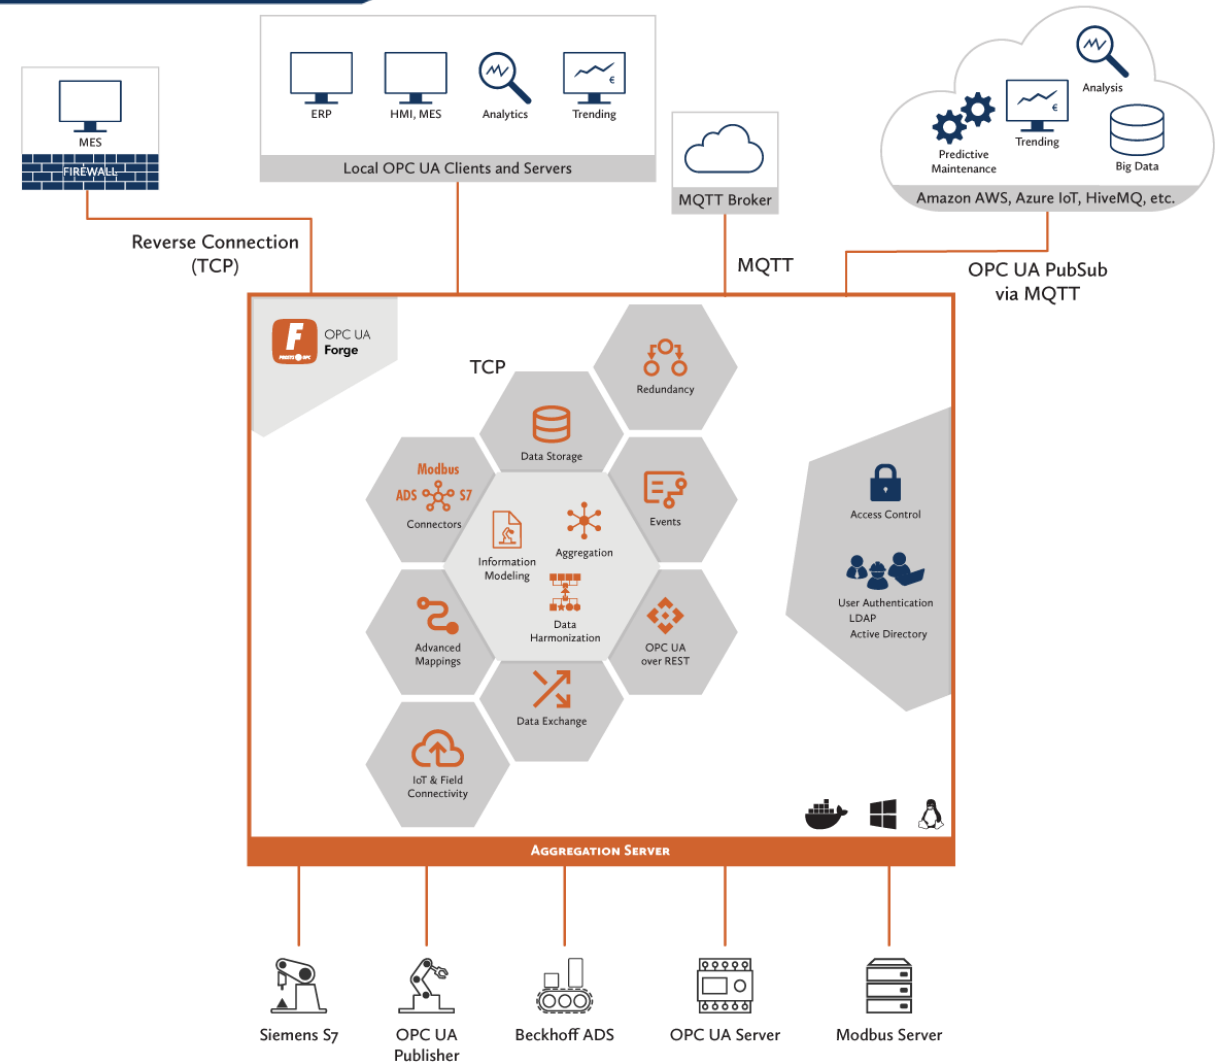 MES
FIREWALL
ERP
HMI, MES
Analytics
Trending
€
Local OPC UA Clients and Servers
MQTT Broker
Analysis
€
Trending
Predictive
Maintenance
Big Data
Amazon AWS, Azure IoT, HiveMQ, etc.
Reverse Connection
(TCP)
MQTT
OPC UA PubSub
via MQTT
F
PROSYS OPC
OPC UA
Forge
TCP
Redundancy
Data Storage
Modbus
ADS
S7
Connectors
Events
Information
Modeling
Aggregation
Data
Harmonization
Advanced
Mappings
OPC UA
over REST
Data Exchange
IoT & Field
Connectivity
Access Control
User Authentication
LDAP
Active Directory
AGGREGATION SERVER
Siemens S7
OPC UA
Publisher
Beckhoff ADS
OPC UA Server
Modbus Server